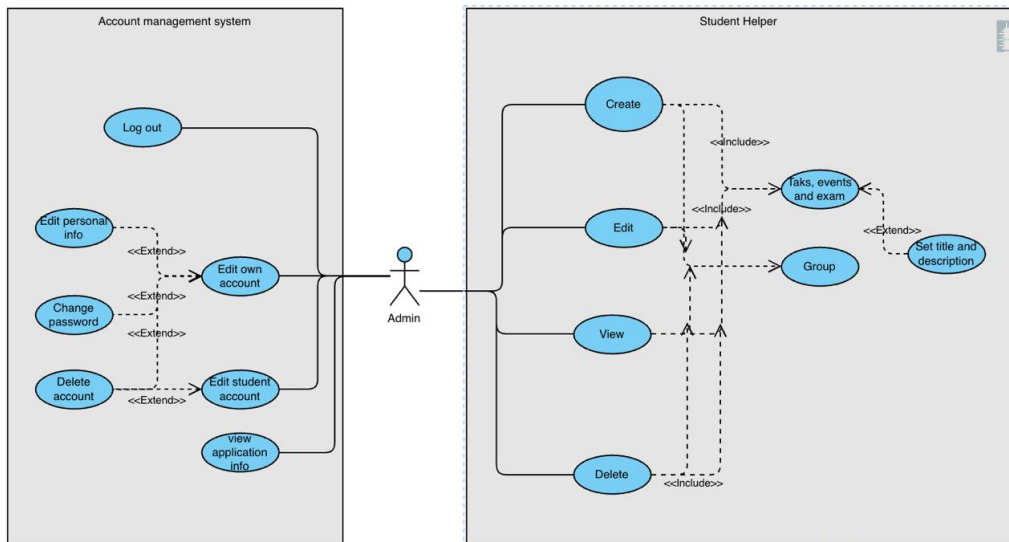 Account management system
Log out
Edit personal
info
<<Extend>>
Edit own
account
<<Extend>>
Change
password
<<Extend>>
Delete
account
<<Extend>>
Edit student
account
view
application
info
Admin
Student Helper
Create
<<Include>>
Taks, events
and exam
<<Include>>
Edit
<<Extend>>
Set title and
description
Group
View
Delete
<<Include>>